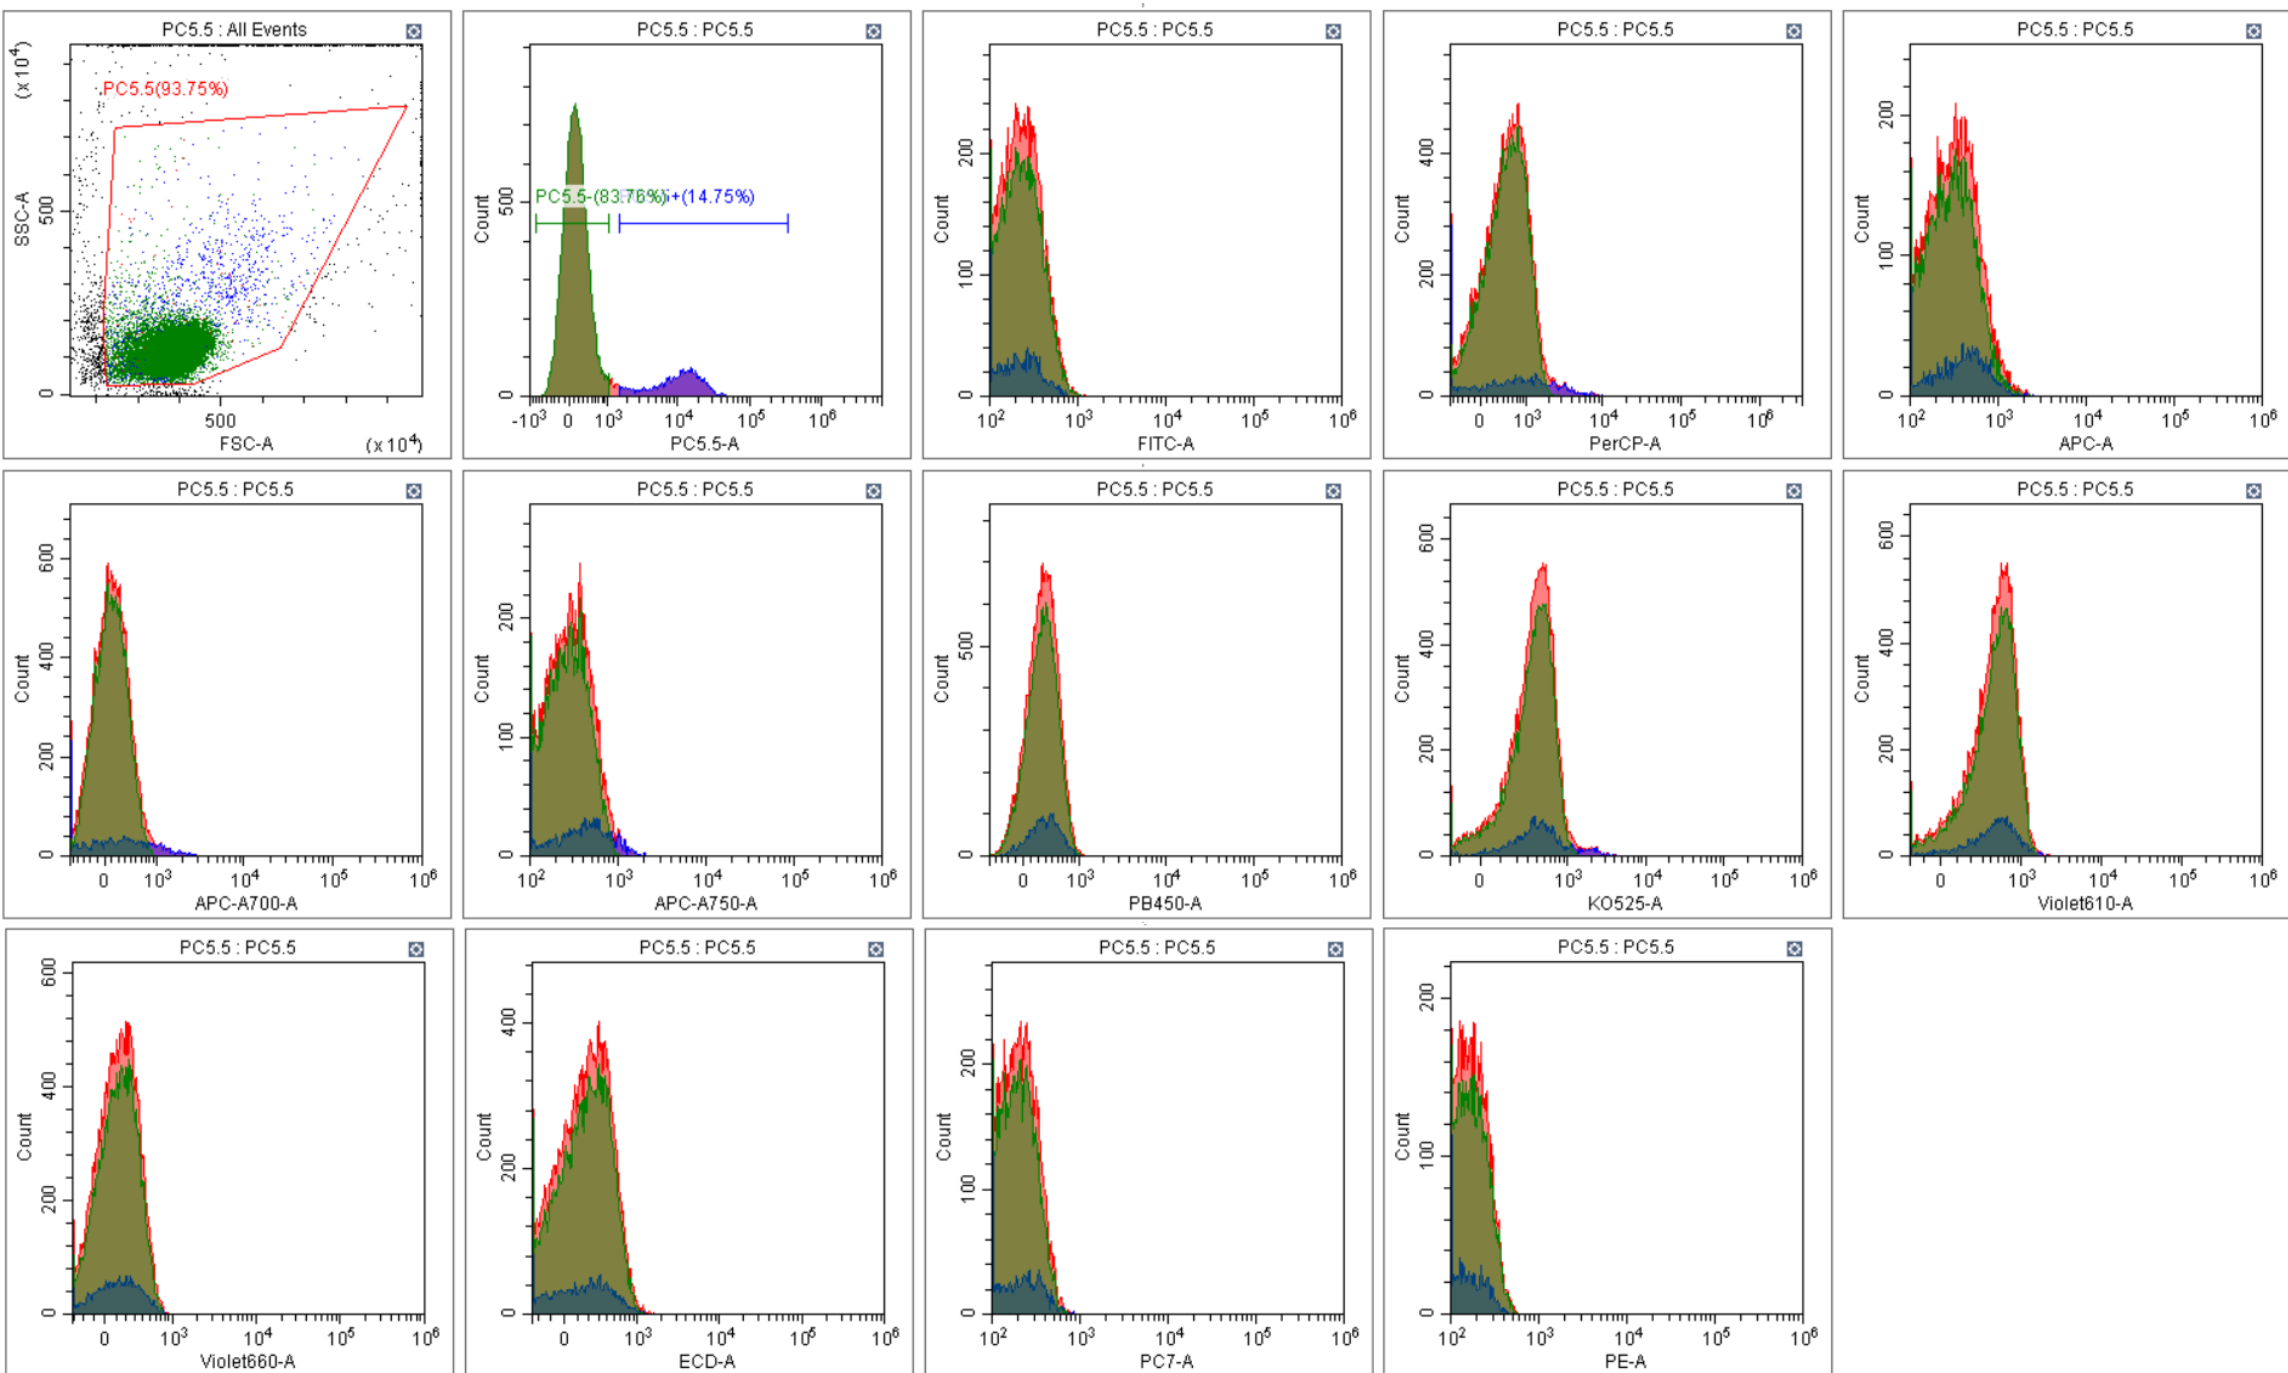 PC5.5 : All Events
(x10⁴)
PC5.5(93.75%)
SSC-A
500
0
500
FSC-A
(x10⁴)
PC5.5 : PC5.5
Count
500
0
PC5.5-(83.76%)
+(14.75%)
-10³ 0 10³ 10⁴ 10⁵ 10⁶
PC5.5-A
PC5.5 : PC5.5
Count
200
100
0
10² 10³ 10⁴ 10⁵ 10⁶
FITC-A
PC5.5 : PC5.5
Count
400
200
0
0 10³ 10⁴ 10⁵ 10⁶
PerCP-A
PC5.5 : PC5.5
Count
200
100
0
10² 10³ 10⁴ 10⁵ 10⁶
APC-A
PC5.5 : PC5.5
Count
600
400
200
0
0 10³ 10⁴ 10⁵ 10⁶
APC-A700-A
PC5.5 : PC5.5
Count
200
100
0
10² 10³ 10⁴ 10⁵ 10⁶
APC-A750-A
PC5.5 : PC5.5
Count
500
0
0 10³ 10⁴ 10⁵ 10⁶
PB450-A
PC5.5 : PC5.5
Count
600
400
200
0
0 10³ 10⁴ 10⁵ 10⁶
KO525-A
PC5.5 : PC5.5
Count
600
400
200
0
0 10³ 10⁴ 10⁵ 10⁶
Violet610-A
PC5.5 : PC5.5
Count
600
400
200
0
0 10³ 10⁴ 10⁵ 10⁶
Violet660-A
PC5.5 : PC5.5
Count
400
200
0
0 10³ 10⁴ 10⁵ 10⁶
ECD-A
PC5.5 : PC5.5
Count
200
100
0
10² 10³ 10⁴ 10⁵ 10⁶
PC7-A
PC5.5 : PC5.5
Count
200
100
0
10² 10³ 10⁴ 10⁵ 10⁶
PE-A